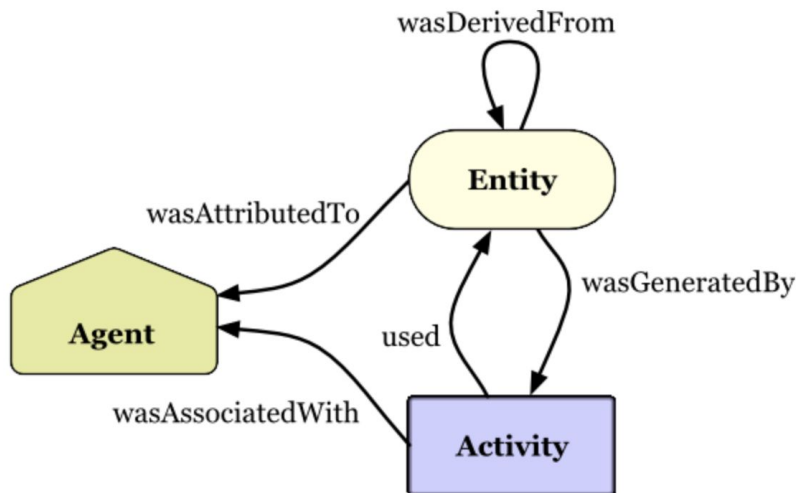 wasDerivedFrom
Entity
wasAttributedTo
wasGeneratedBy
Agent
used
wasAssociatedWith
Activity